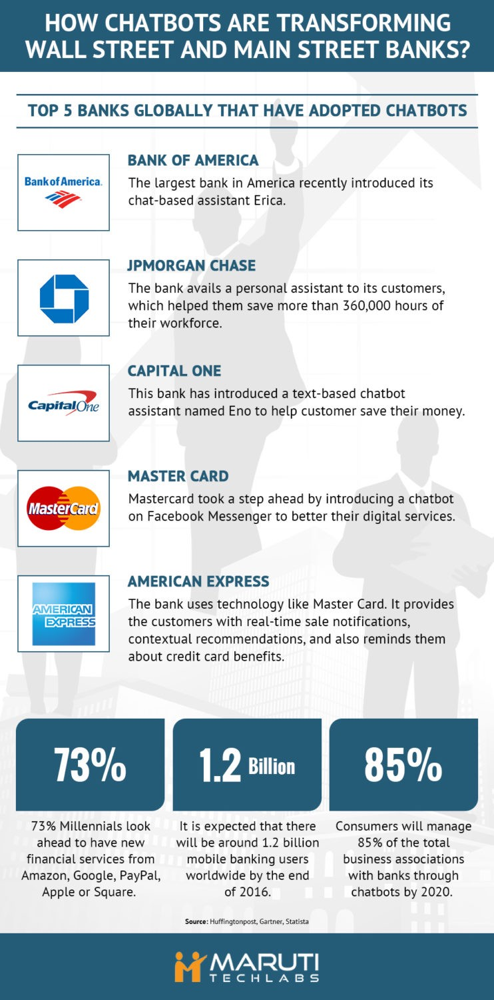 HOW CHATBOTS ARE TRANSFORMING
WALL STREET AND MAIN STREET BANKS?
TOP 5 BANKS GLOBALLY THAT HAVE ADOPTED CHATBOTS
Bank of America.
BANK OF AMERICA
The largest bank in America recently introduced its
chat-based assistant Erica.
JPMORGAN CHASE
The bank avails a personal assistant to its customers,
which helped them save more than 360,000 hours of
their workforce.
Capital One
CAPITAL ONE
This bank has introduced a text-based chatbot
assistant named Eno to help customer save their money.
MasterCard
MASTER CARD
Mastercard took a step ahead by introducing a chatbot
on Facebook Messenger to better their digital services.
AMERICAN
EXPRESS
AMERICAN EXPRESS
The bank uses technology like Master Card. It provides
the customers with real-time sale notifications,
contextual recommendations, and also reminds them
about credit card benefits.
73%
73% Millennials look
ahead to have new
financial services from
Amazon, Google, PayPal,
Apple or Square.
1.2 Billion
It is expected that there
will be around 1.2 billion
mobile banking users
worldwide by the end
of 2016.
85%
Consumers will manage
85% of the total
business associations
with banks through
chatbots by 2020.
Source: Huffingtonpost, Gartner, Statista
MARUTI
TECHLABS